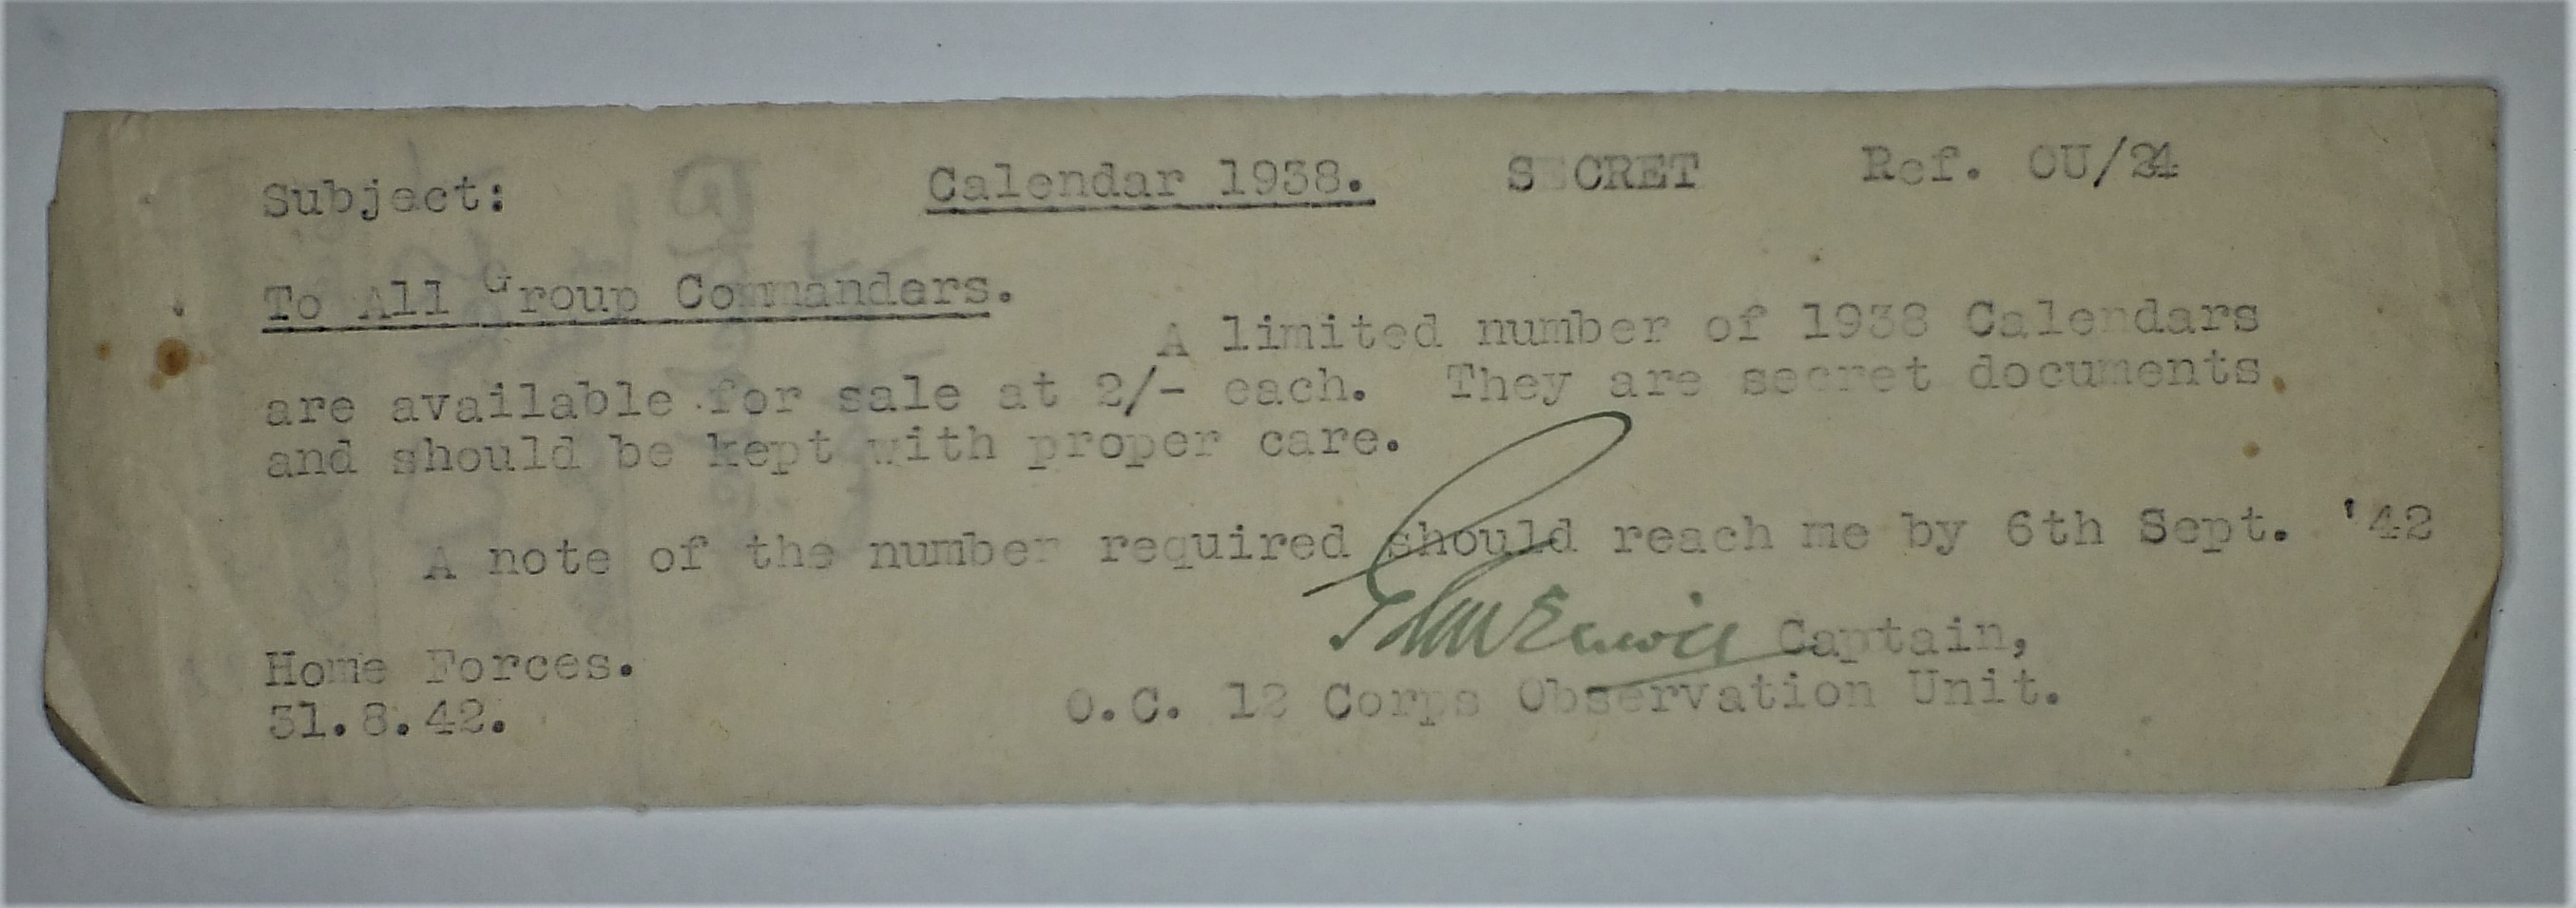 Subject: Calendar 1938. SECRET Ref. OU/24
To All Group Commanders.
A limited number of 1938 Calendars
are available for sale at 2/- each. They are secret documents
and should be kept with proper care.
A note of the number required should reach me by 6th Sept. '42
Captain,
Home Forces.
31.8.42.
O.C. 12 Corps Observation Unit.